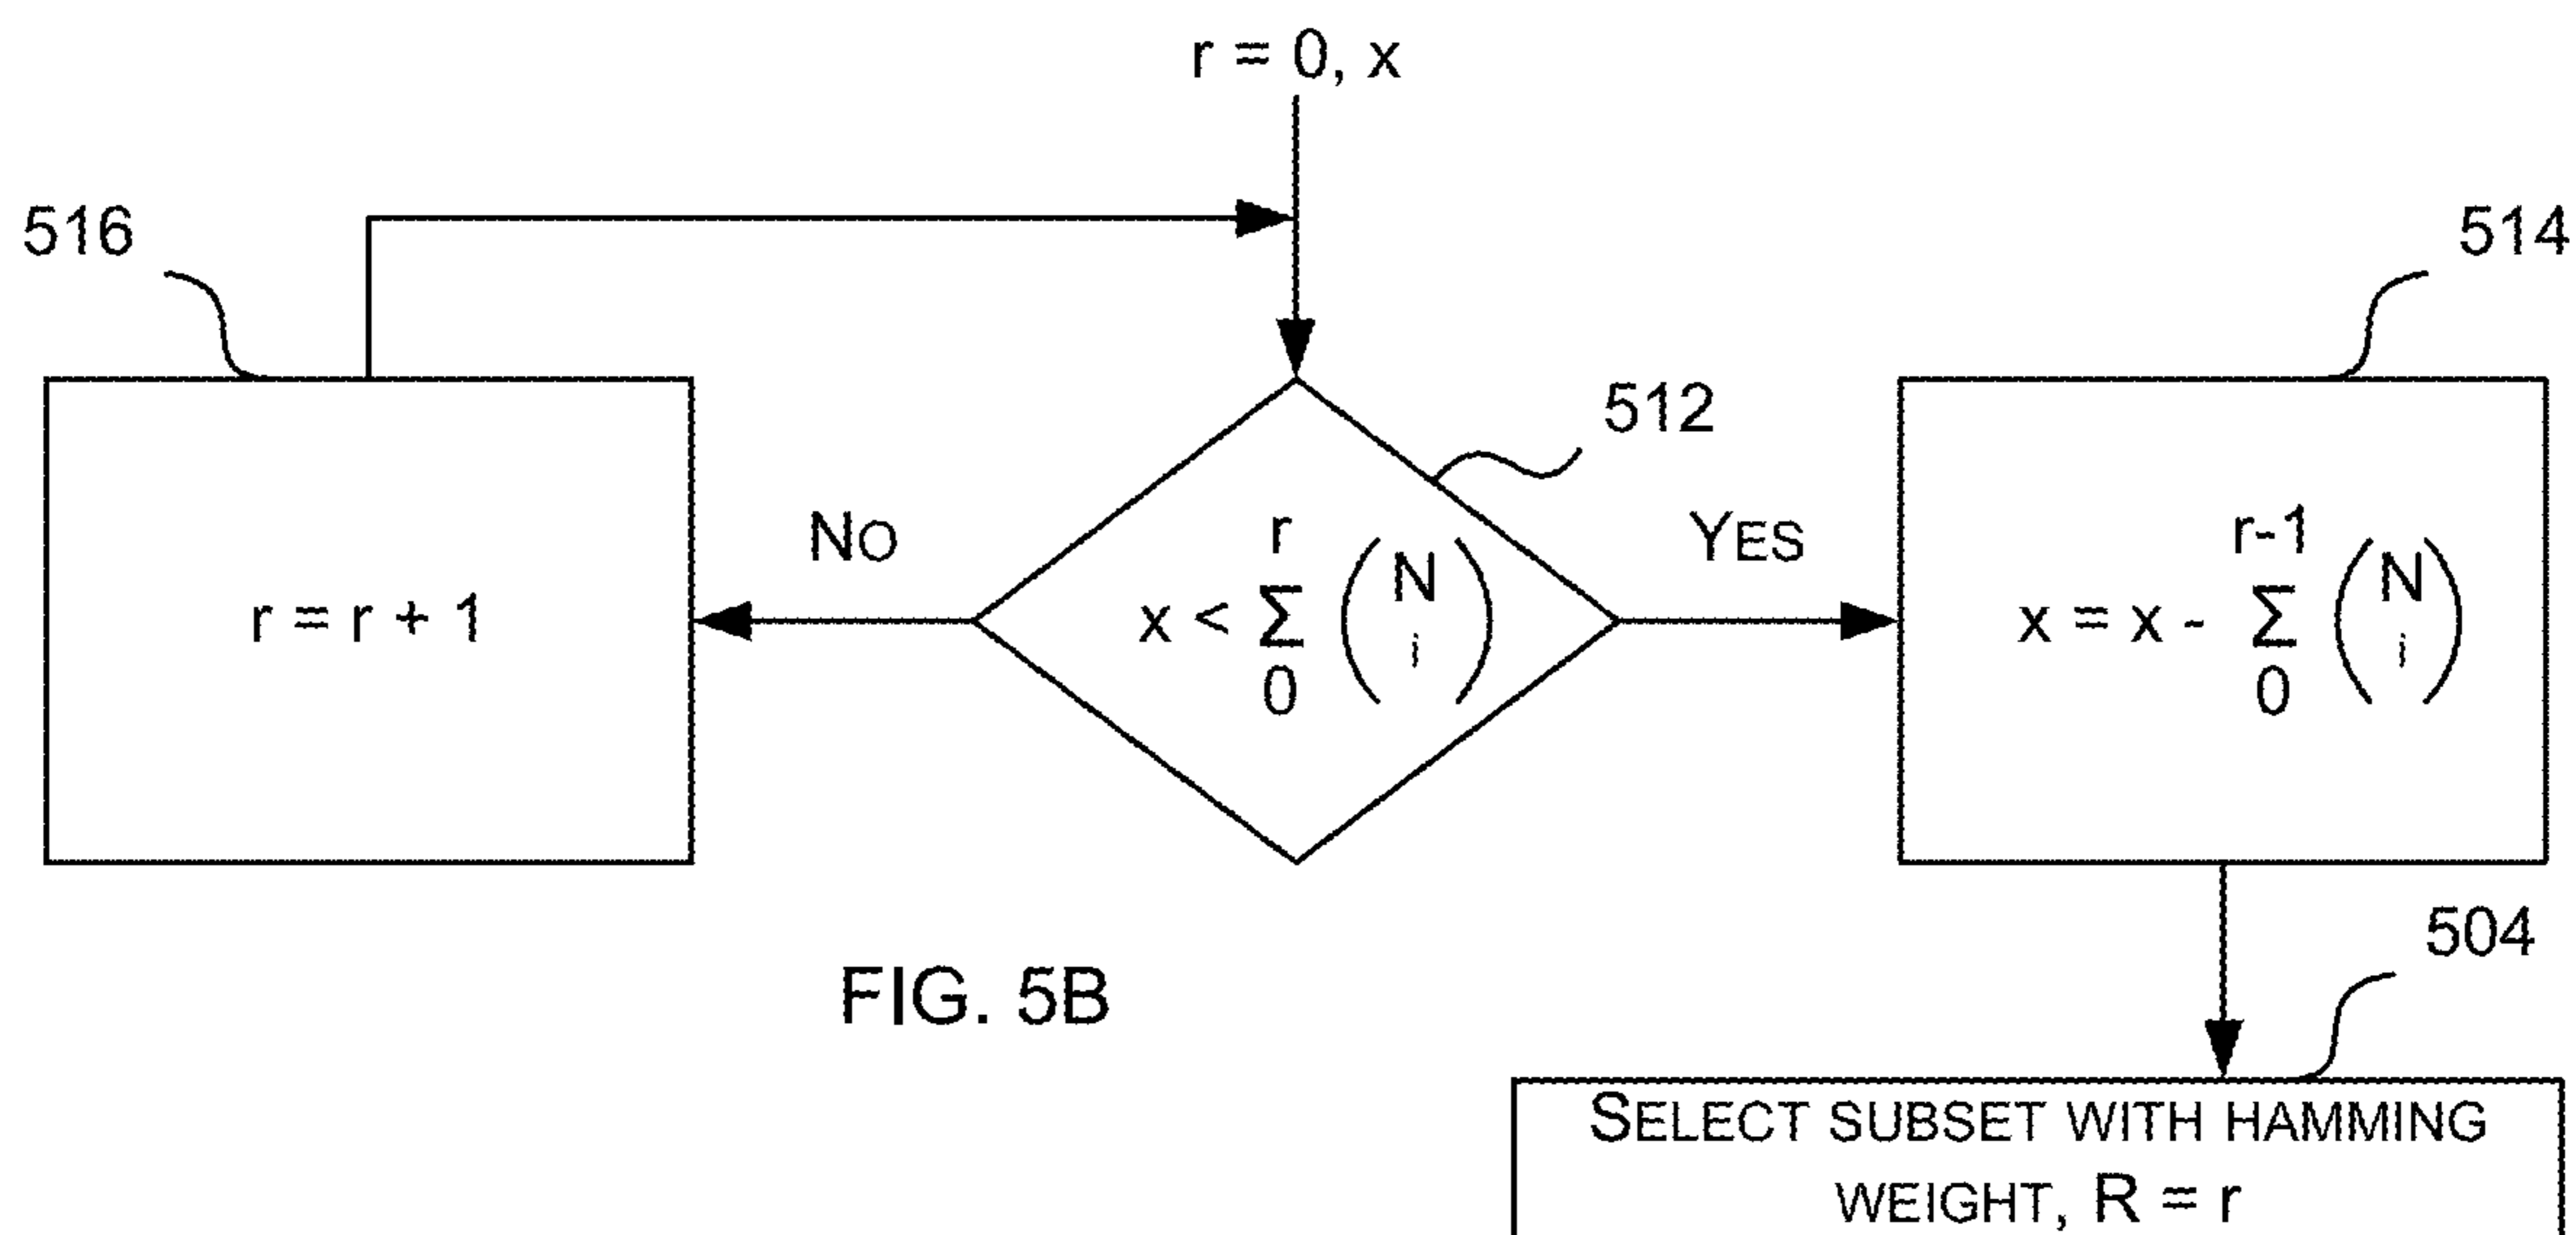 r = 0, x
516
514
512
r = r + 1
NO
x < r Σ 0 (N i)
YES
x = x - r-1 Σ 0 (N i)
FIG. 5B
504
SELECT SUBSET WITH HAMMING
WEIGHT, R = r